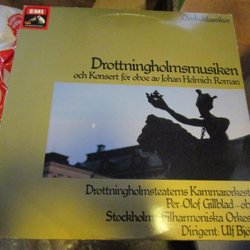 EMI
Drottningholmsmusiken
och Konsert för oboe av Johan Helmich Roman
Drottningholmsteaterns Kammarorkest
Per-Olof Gillblad – ob
Stockholms Filharmoniska Orkes
Dirigent: Ulf Bjö